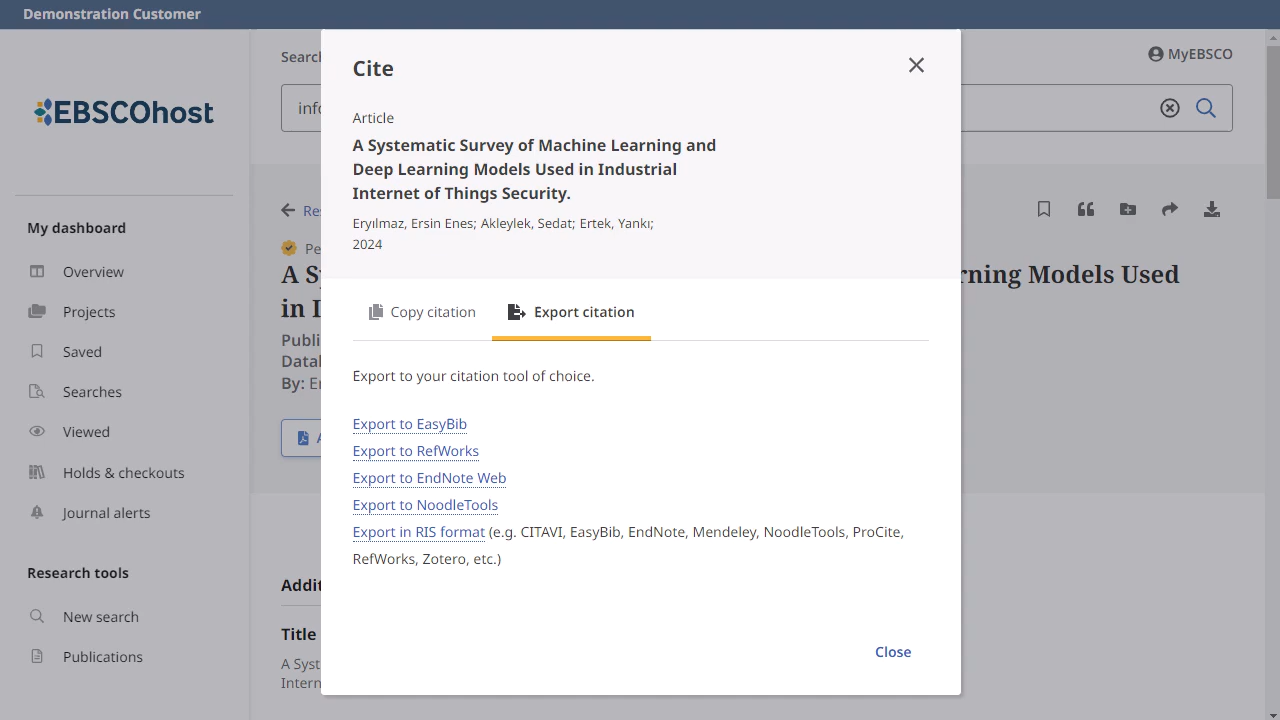 Demonstration Customer
EBSCOhost
My dashboard
Overview
Projects
Saved
Searches
Viewed
Holds & checkouts
Journal alerts
Research tools
New search
Publications
MyEBSCO
A S
rning Models Used
in
By:
Title
A Syst
Intern
Cite
Article
A Systematic Survey of Machine Learning and
Deep Learning Models Used in Industrial
Internet of Things Security.
Eryılmaz, Ersin Enes; Akleylek, Sedat; Ertek, Yankı;
2024
Copy citation
Export citation
Export to your citation tool of choice.
Export to EasyBib
Export to RefWorks
Export to EndNote Web
Export to NoodleTools
Export in RIS format (e.g. CITAVI, EasyBib, EndNote, Mendeley, NoodleTools, ProCite,
RefWorks, Zotero, etc.)
Close